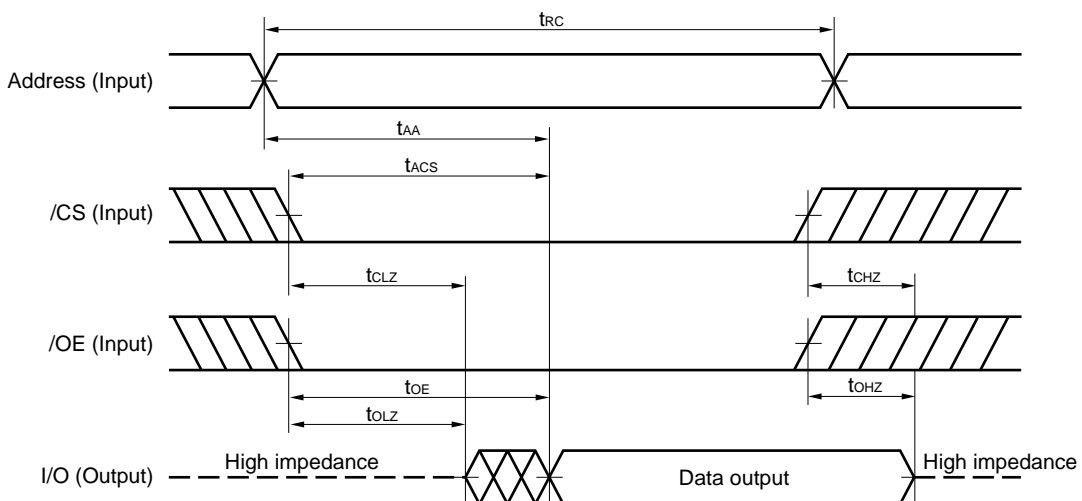 tRC
Address (Input)
tAA
tACS
/CS (Input)
tCLZ
tCHZ
/OE (Input)
tOE
tOHZ
tOLZ
I/O (Output)
High impedance
Data output
High impedance